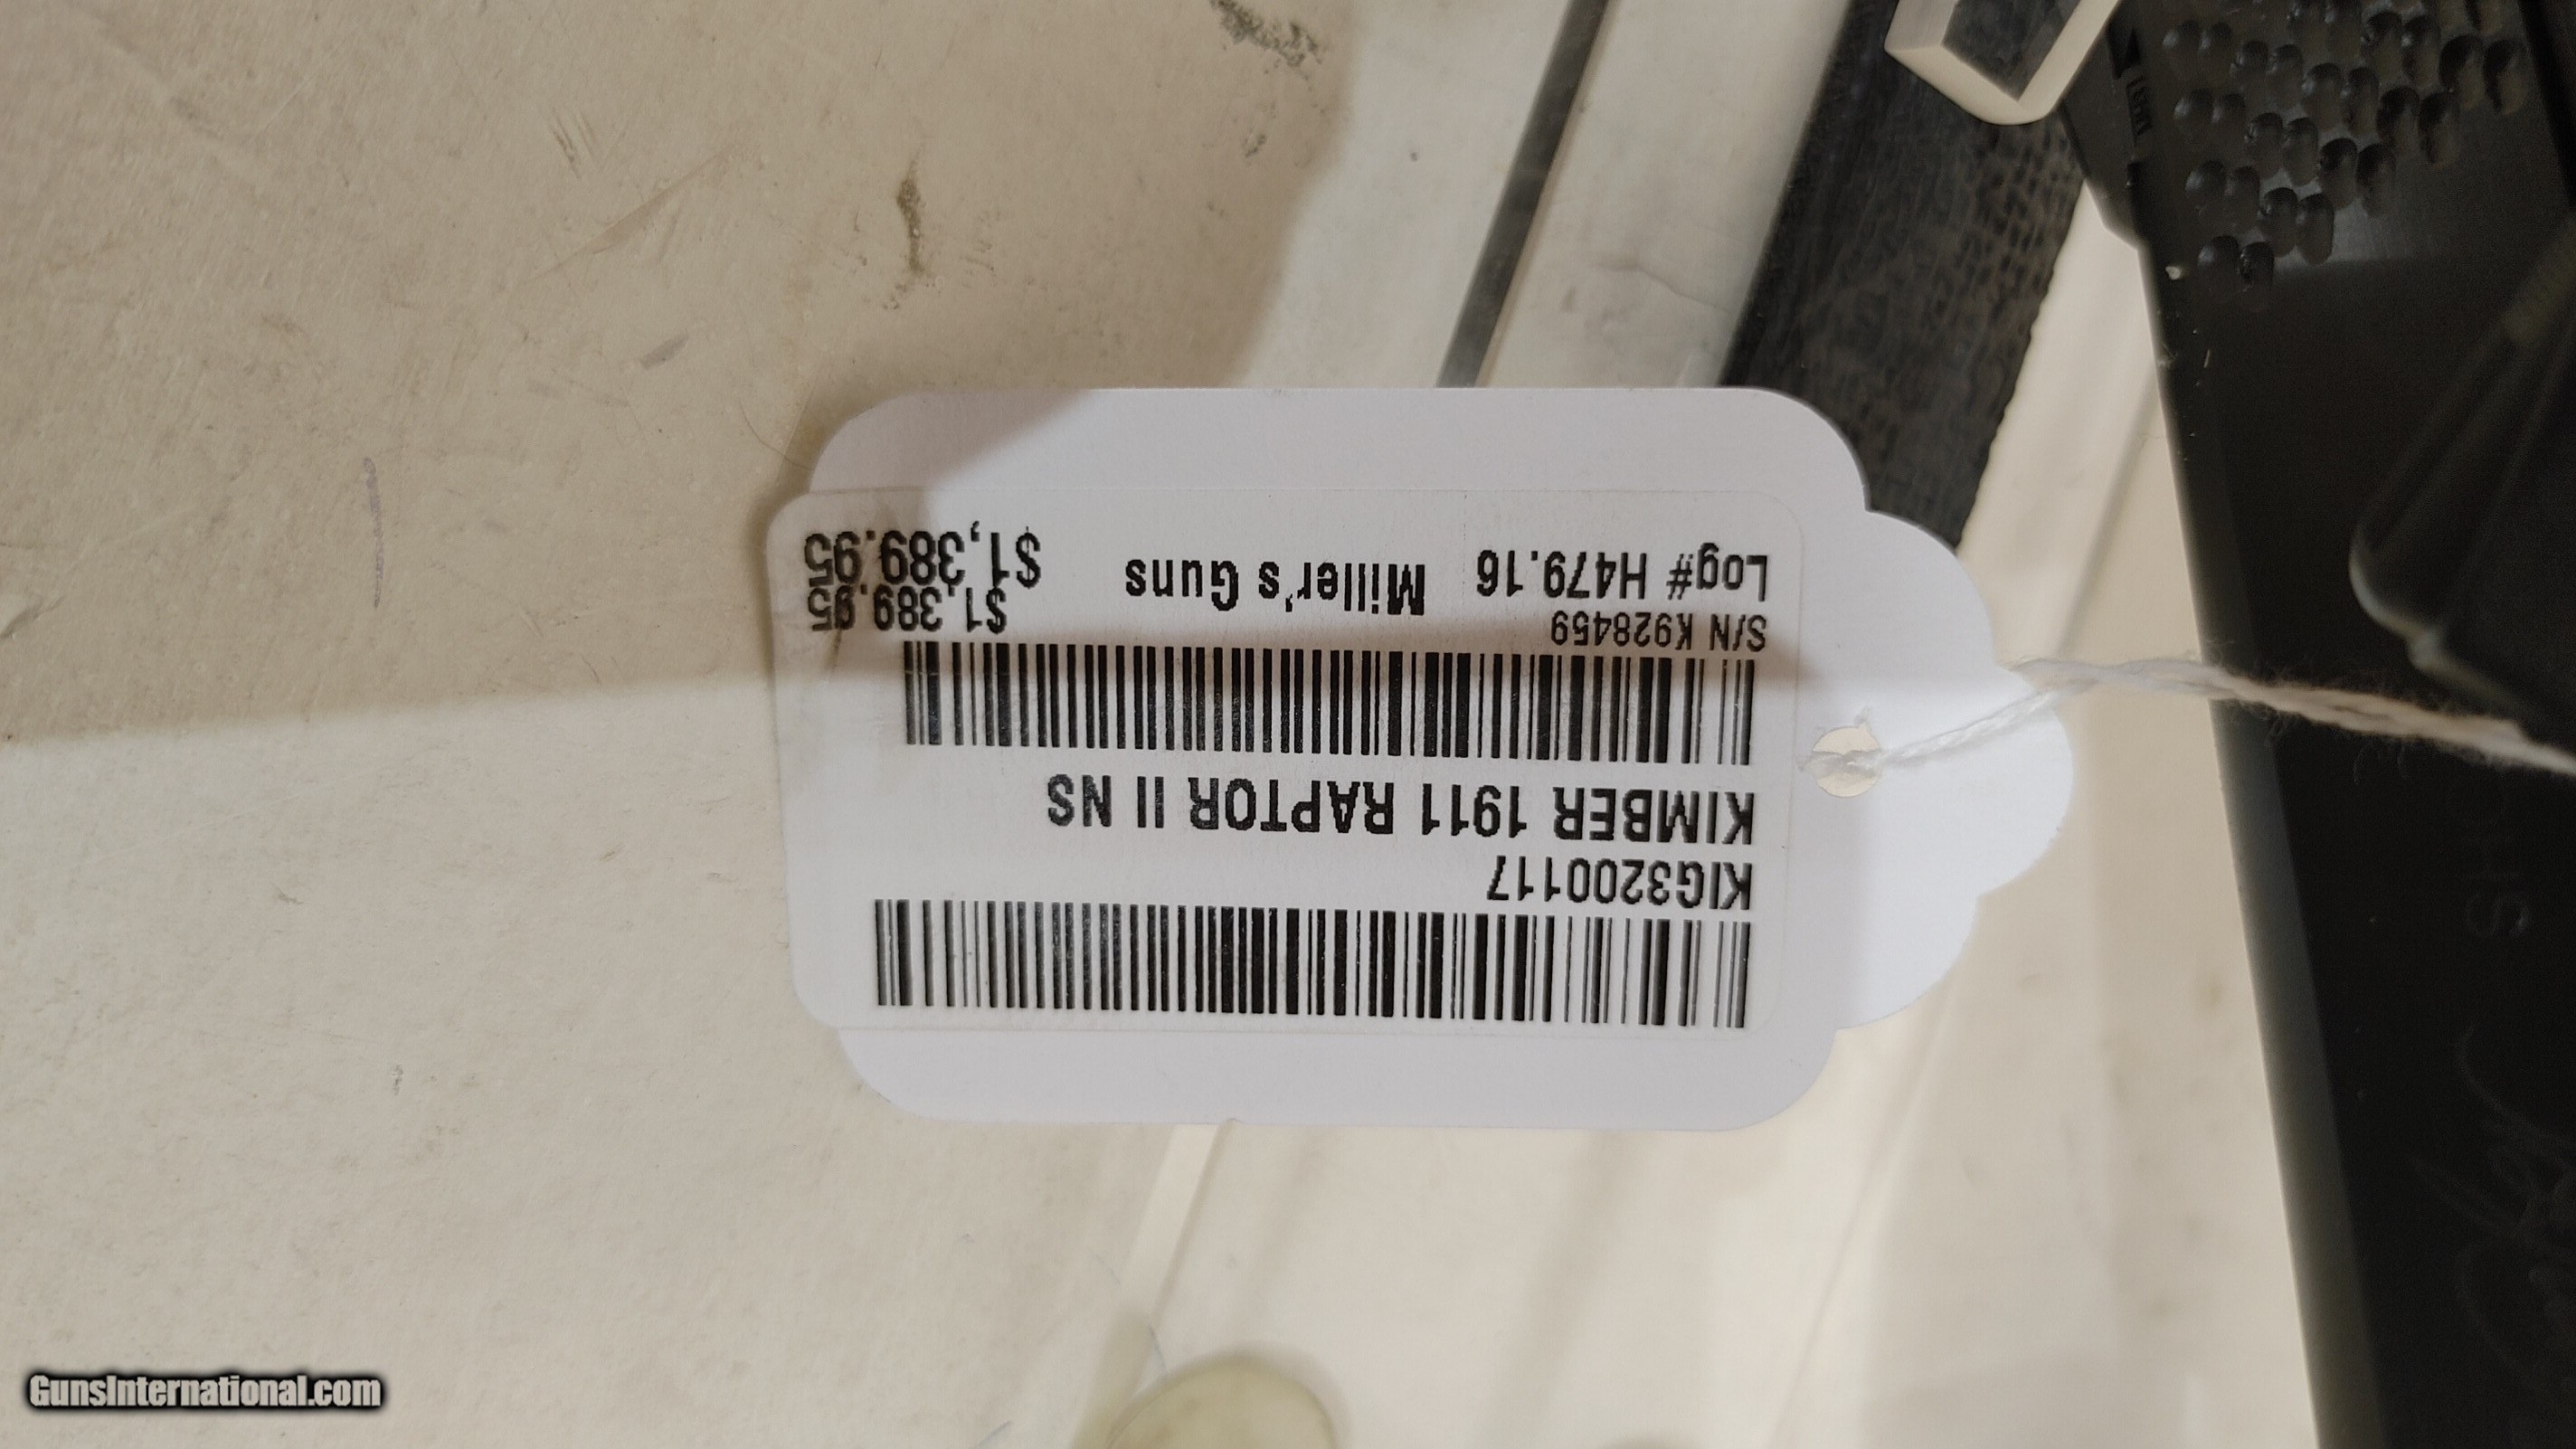 KIG3200117
KIMBER 1911 RAPTOR II NS
S/N K928459
$1,389.95
Log# H479.16
Miller's Guns
$1,389.95
GunsInternational.com